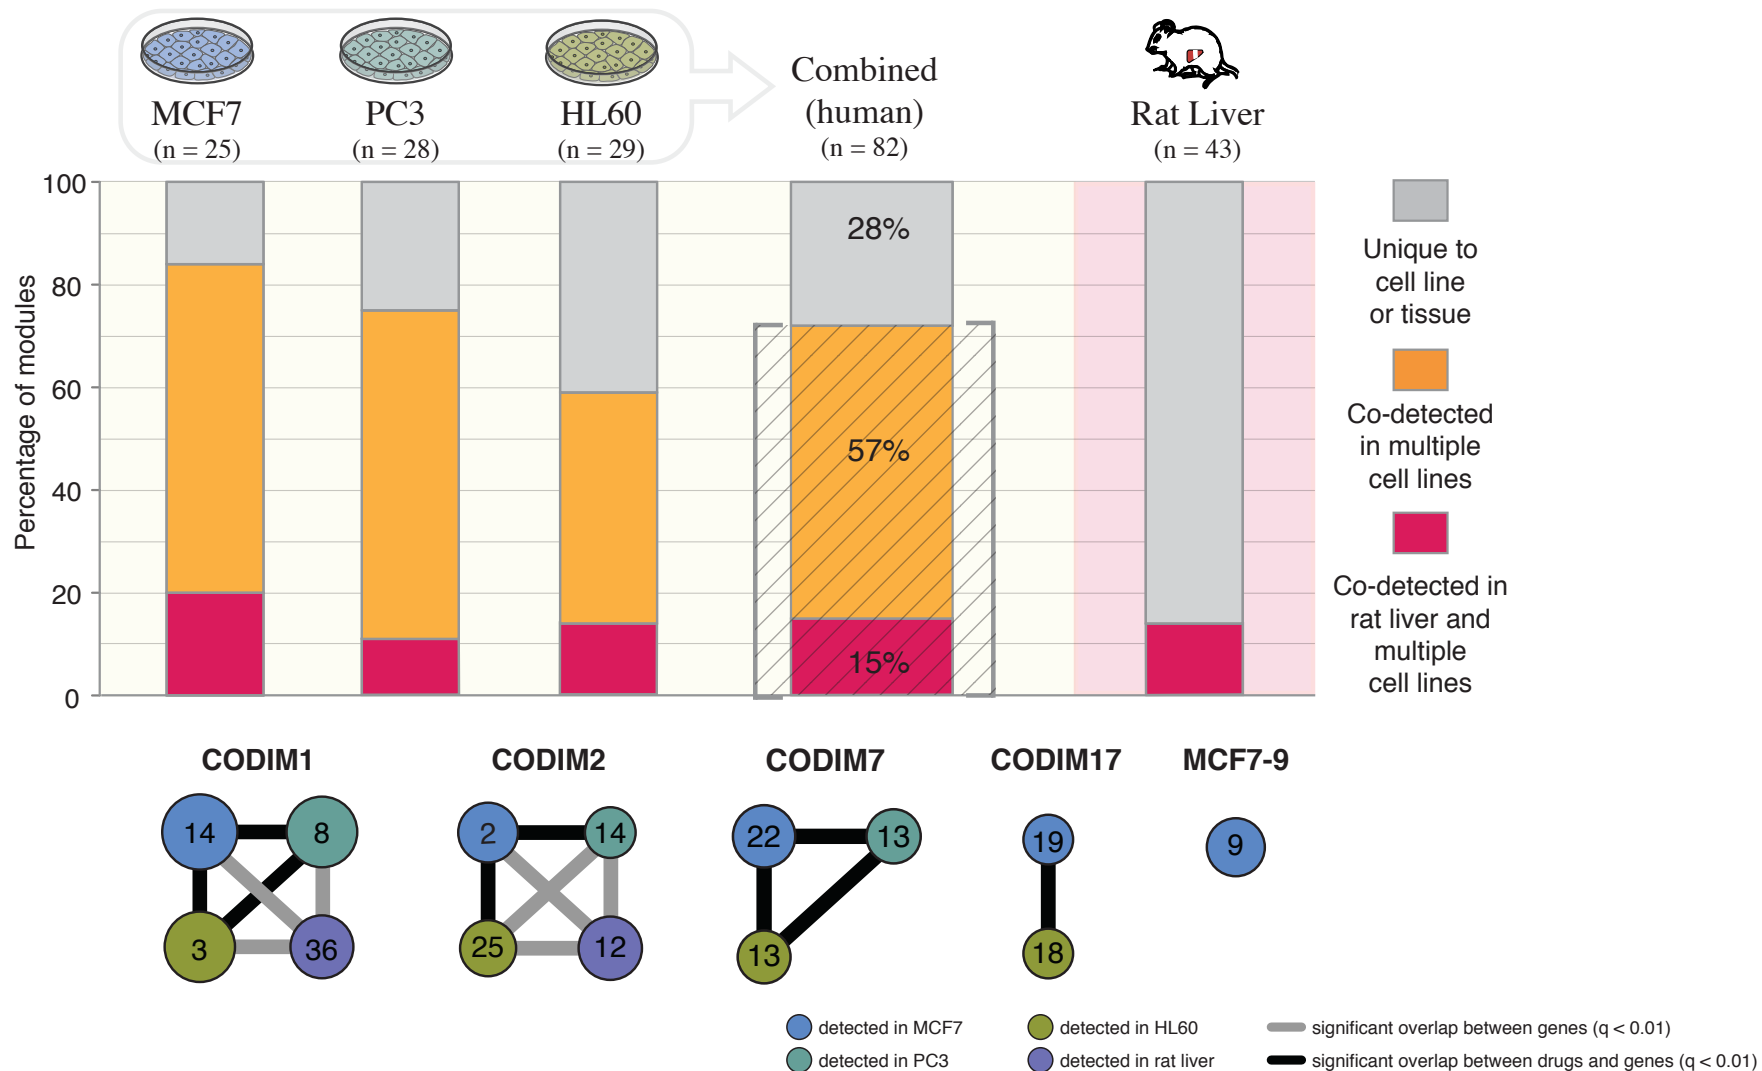 MCF7
(n = 25)
PC3
(n = 28)
HL60
(n = 29)
Combined
(human)
(n = 82)
Rat Liver
(n = 43)
Percentage of modules
100
80
60
40
20
0
28%
57%
15%
Unique to
cell line
or tissue
Co-detected
in multiple
cell lines
Co-detected in
rat liver and
multiple
cell lines
CODIM1
14
8
3
36
CODIM2
2
14
25
12
CODIM7
22
13
13
CODIM17
19
18
MCF7-9
9
detected in MCF7
detected in PC3
detected in HL60
detected in rat liver
significant overlap between genes (q < 0.01)
significant overlap between drugs and genes (q < 0.01)